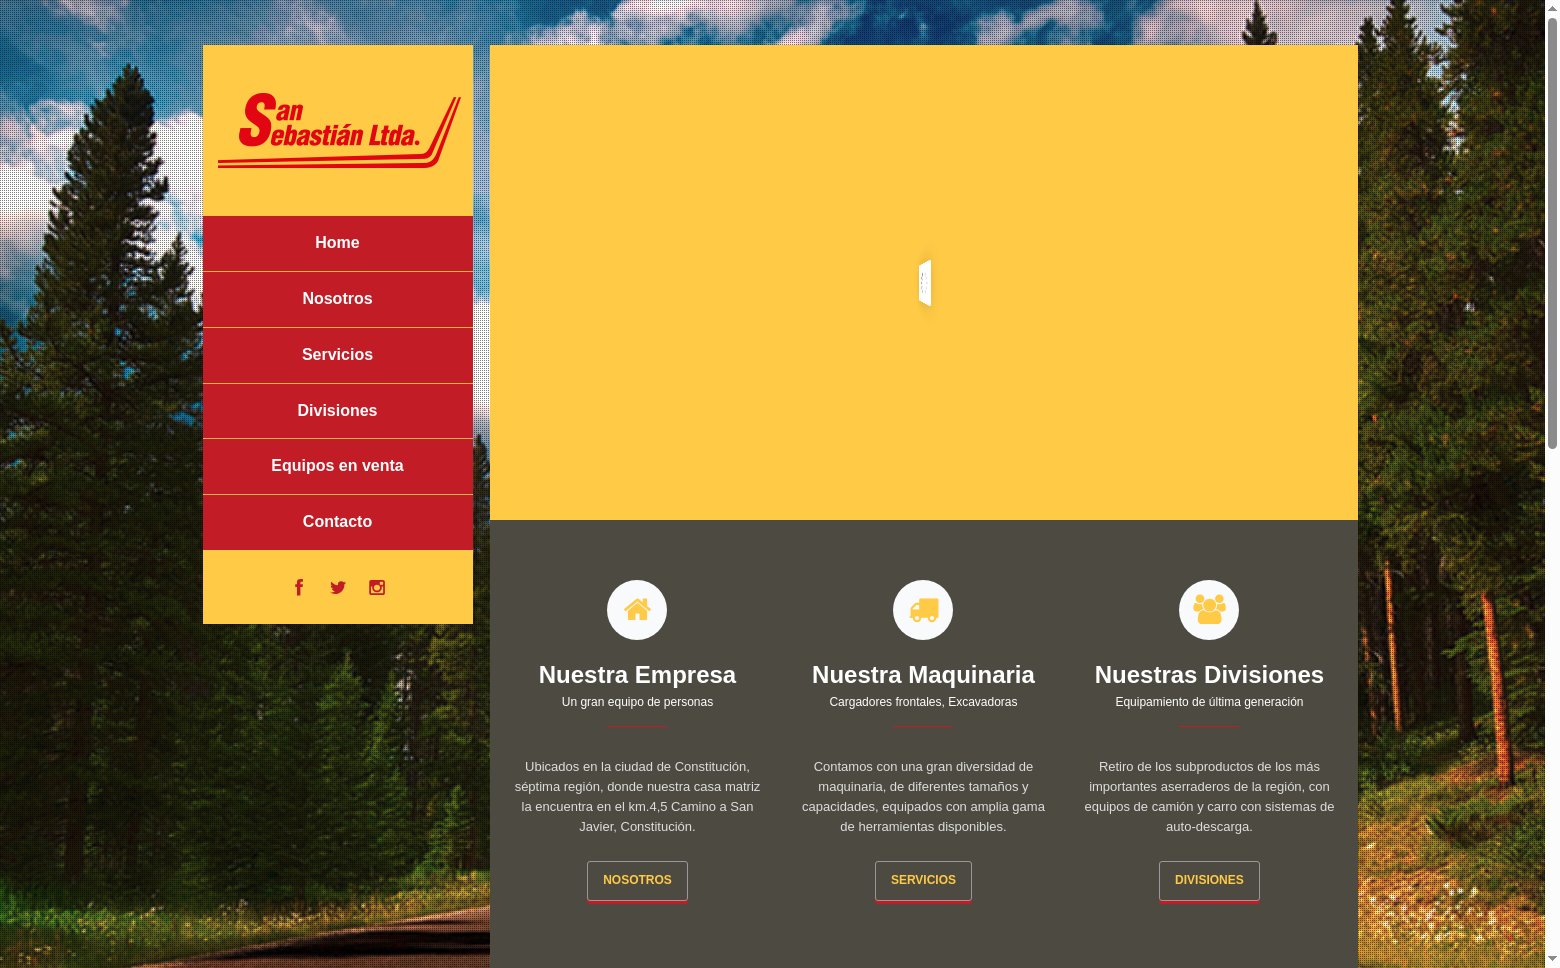 San
Sebastián Ltda.
Home
Nosotros
Servicios
Divisiones
Equipos en venta
Contacto
Nuestra Empresa
Un gran equipo de personas
Ubicados en la ciudad de Constitución,
séptima región, donde nuestra casa matriz
la encuentra en el km.4,5 Camino a San
Javier, Constitución.
NOSOTROS
Nuestra Maquinaria
Cargadores frontales, Excavadoras
Contamos con una gran diversidad de
maquinaria, de diferentes tamaños y
capacidades, equipados con amplia gama
de herramientas disponibles.
SERVICIOS
Nuestras Divisiones
Equipamiento de última generación
Retiro de los subproductos de los más
importantes aserraderos de la región, con
equipos de camión y carro con sistemas de
auto-descarga.
DIVISIONES